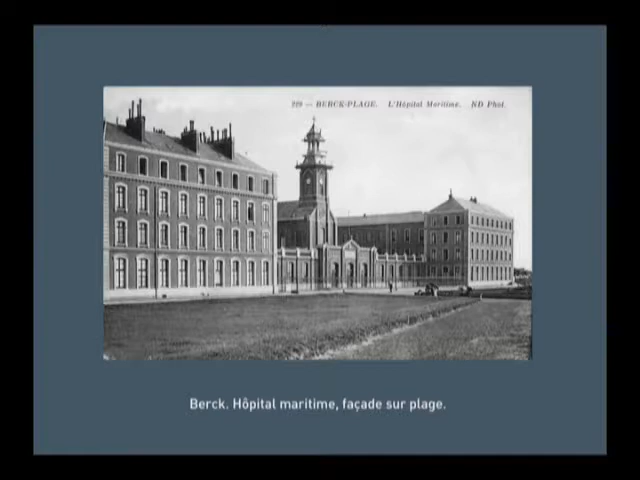 229 — BERCK-PLAGE. L'Hôpital Maritime. ND Phot.
Berck. Hôpital maritime, façade sur plage.